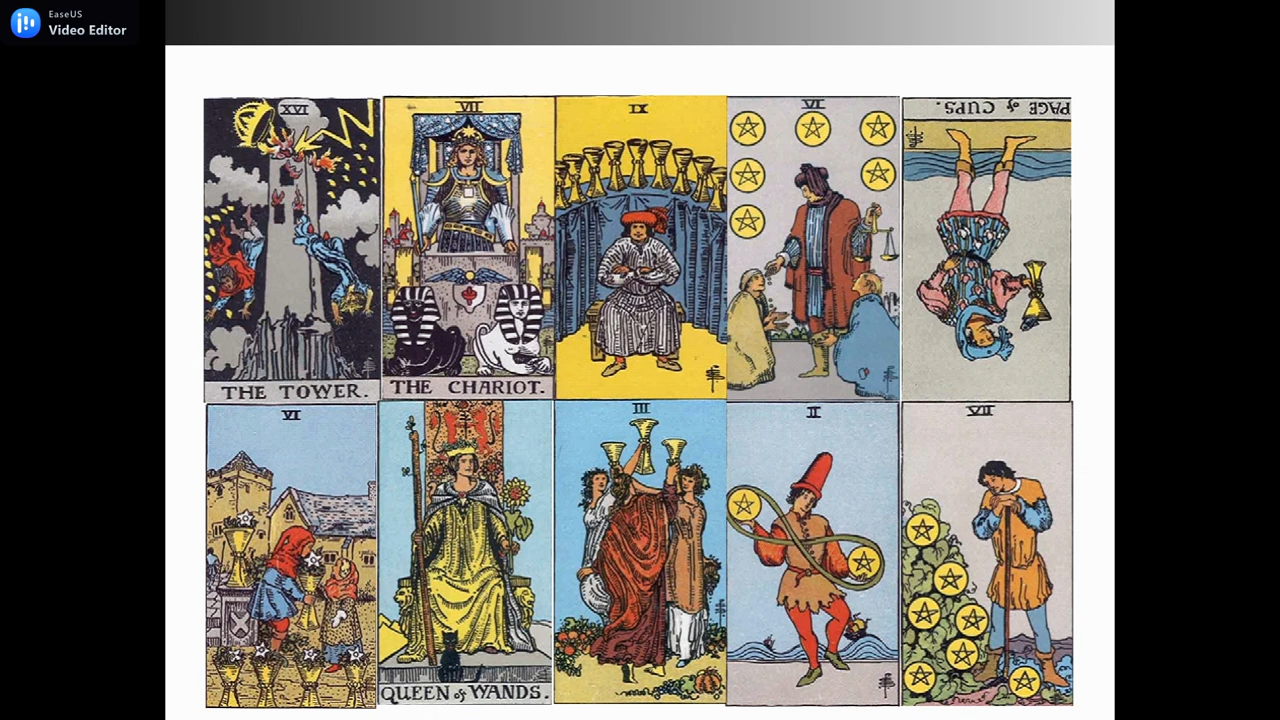 EaseUS
Video Editor
XVI
VII
IX
VI
PAGE of CUPS.
THE TOWER.
THE CHARIOT.
VI
III
II
VII
QUEEN of WANDS.